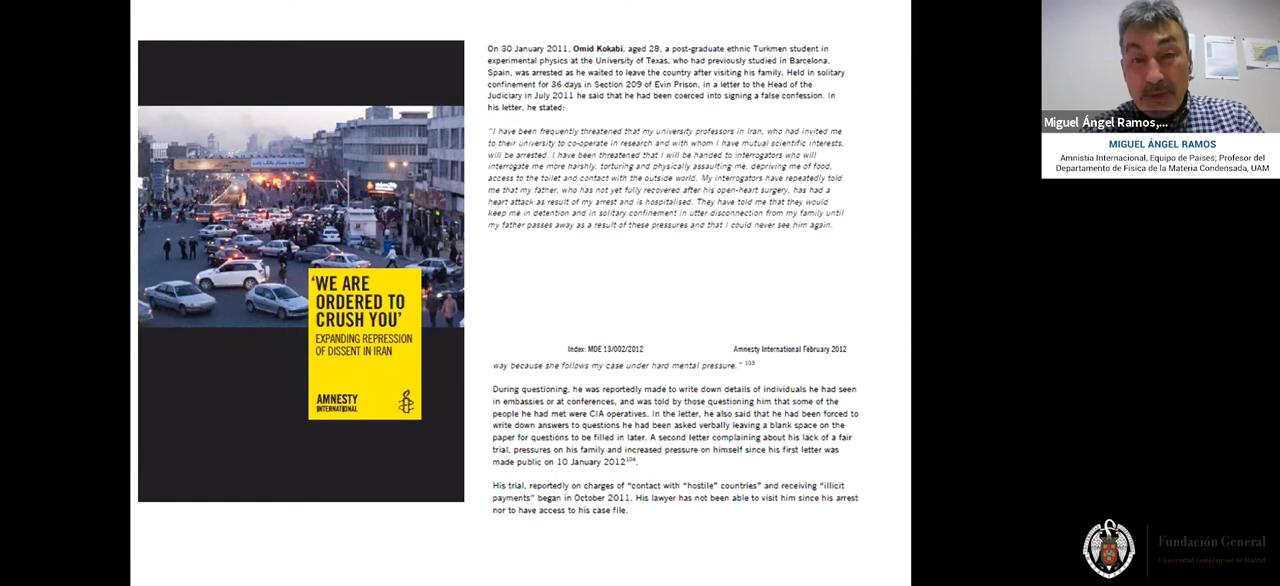 On 30 January 2011, Omid Kokabi, aged 28, a post-graduate ethnic Turkmen student in
experimental physics at the University of Texas, who had previously studied in Barcelona,
Spain, was arrested as he waited to leave the country after visiting his family. Held in solitary
confinement for 36 days in Section 209 of Evin Prison, in a letter to the Head of the
Judiciary in July 2011 he said that he had been coerced into signing a false confession. In
his letter, he stated:
"I have been frequently threatened that my university professors in Iran, who had invited me
to their university to co-operate in research and with whom I have mutual scientific interests,
will be arrested. I have been threatened that I will be handed to interrogators who will
interrogate me more harshly, torturing and physically assaulting me, depriving me of food,
access to the toilet and contact with the outside world. My interrogators have repeatedly told
me that my father, who has not yet fully recovered after his open-heart surgery, has had a
heart attack as result of my arrest and is hospitalised. They have told me that they would
keep me in detention and in solitary confinement in utter disconnection from my family until
my father passes away as a result of these pressures and that I could never see him again.
Index: MDE 13/002/2012 Amnesty International February 2012
way because she follows my case under hard mental pressure." 103
During questioning, he was reportedly made to write down details of individuals he had seen
in embassies or at conferences, and was told by those questioning him that some of the
people he had met were CIA operatives. In the letter, he also said that he had been forced to
write down answers to questions he had been asked verbally leaving a blank space on the
paper for questions to be filled in later. A second letter complaining about his lack of a fair
trial, pressures on his family and increased pressure on himself since his first letter was
made public on 10 January 2012104.
His trial, reportedly on charges of "contact with "hostile" countries" and receiving "illicit
payments" began in October 2011. His lawyer has not been able to visit him since his arrest
nor to have access to his case file.
'WE ARE
ORDERED TO
CRUSH YOU'
EXPANDING REPRESSION
OF DISSENT IN IRAN
AMNESTY
INTERNATIONAL
Miguel Ángel Ramos,...
MIGUEL ÁNGEL RAMOS
Amnistía Internacional, Equipo de Países; Profesor del
Departamento de Física de la Materia Condensada, UAM
Fundación General
Universidad Complutense de Madrid